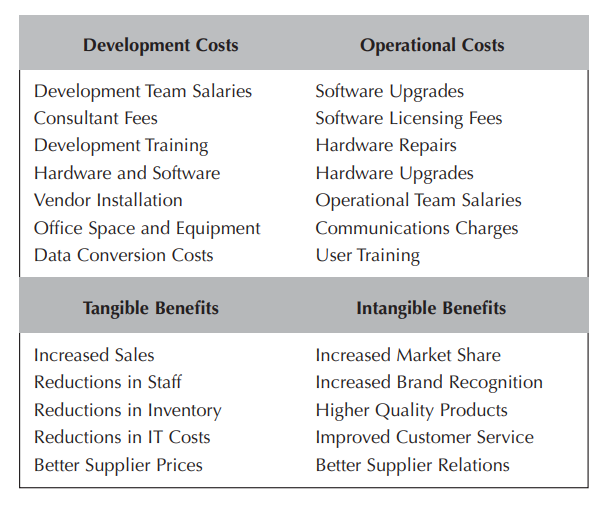 Development Costs Operational Costs
Development Team Salaries Software Upgrades
Consultant Fees Software Licensing Fees
Development Training Hardware Repairs
Hardware and Software Hardware Upgrades
Vendor Installation Operational Team Salaries
Office Space and Equipment Communications Charges
Data Conversion Costs User Training
Tangible Benefits Intangible Benefits
Increased Sales Increased Market Share
Reductions in Staff Increased Brand Recognition
Reductions in Inventory Higher Quality Products
Reductions in IT Costs Improved Customer Service
Better Supplier Prices Better Supplier Relations